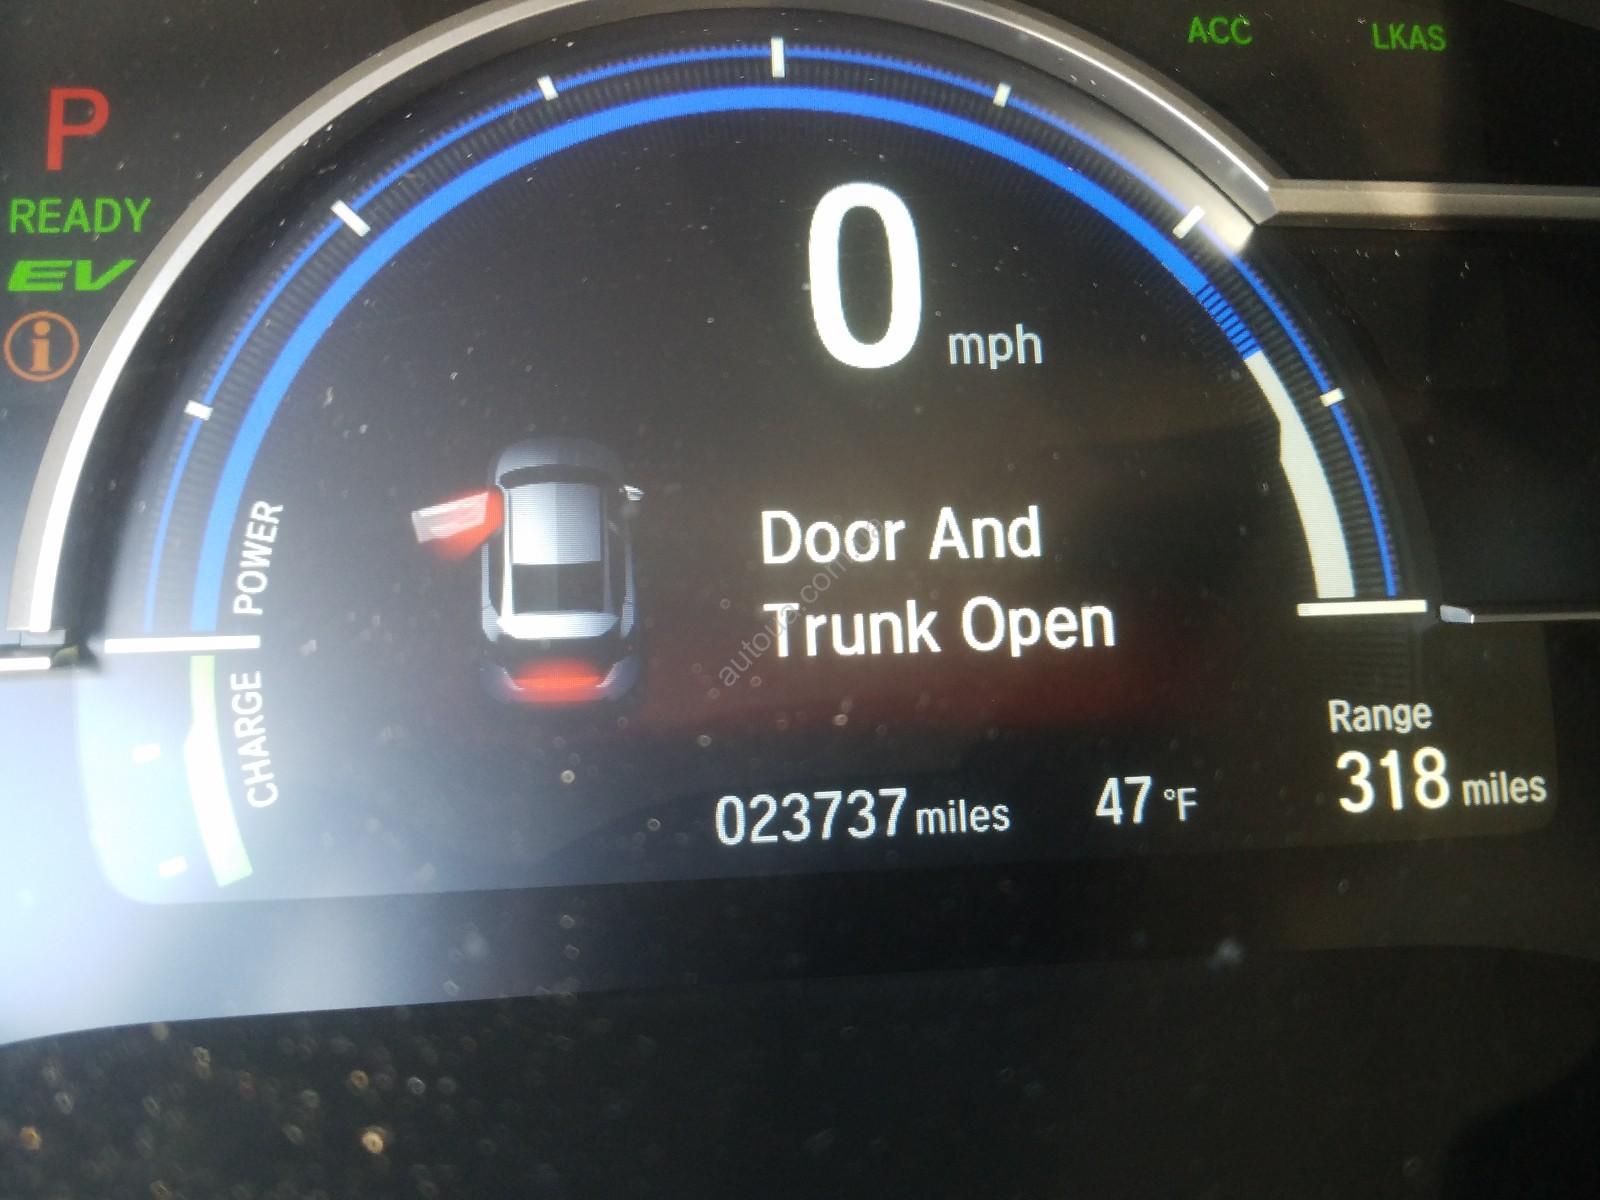 ACC LKAS
P
READY
EV
0 mph
POWER
CHARGE
Door And
Trunk Open
Range
318 miles
023737 miles 47 °F